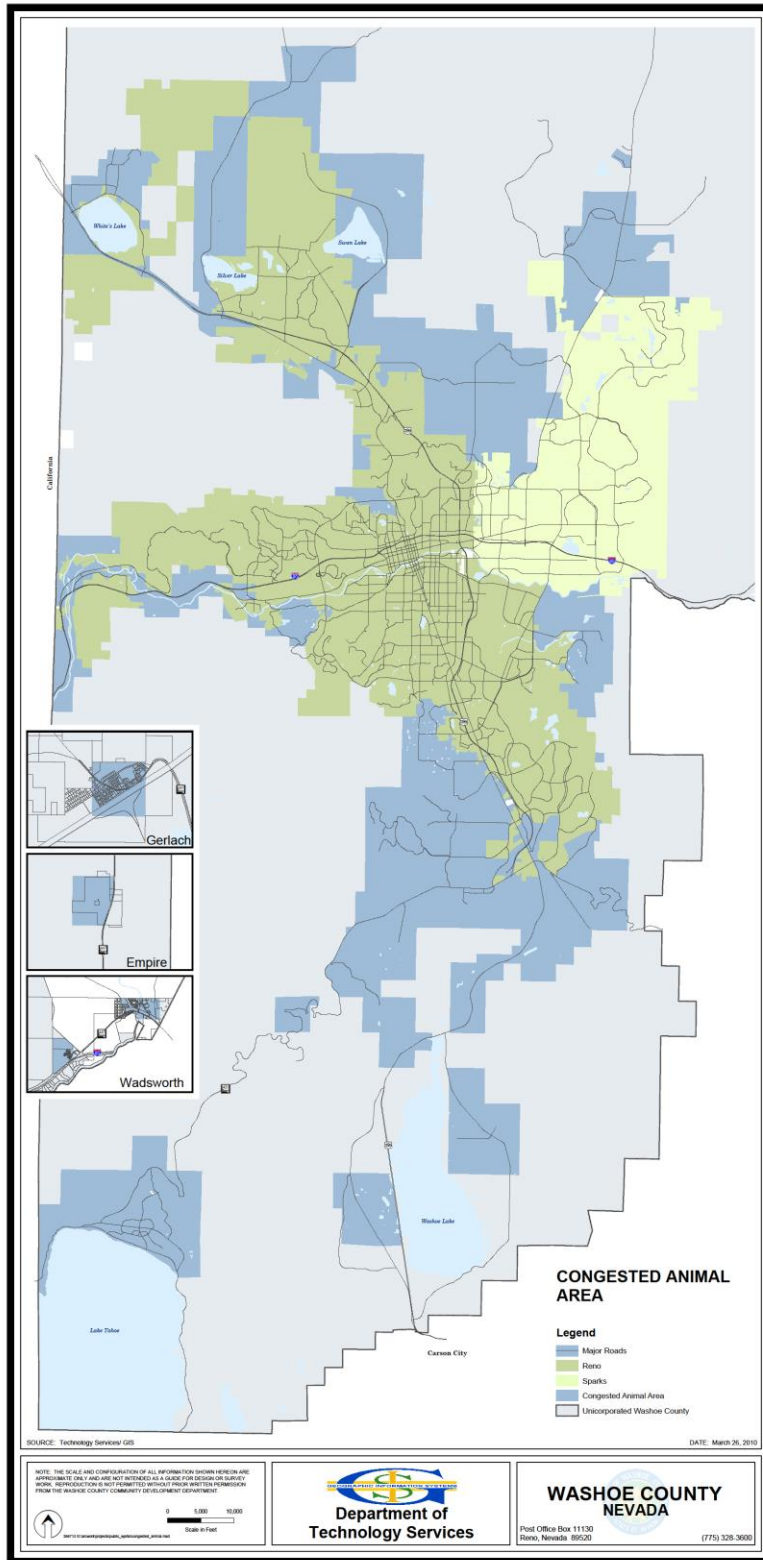 White's Lake
Silver Lake
Swan Lake
California
Gerlach
Empire
Wadsworth
Washoe Lake
Lake Tahoe
Carson City
CONGESTED ANIMAL
AREA
Legend
Major Roads
Reno
Sparks
Congested Animal Area
Unicorporated Washoe County
SOURCE: Technology Services/ GIS
DATE: March 26, 2010
NOTE: THE SCALE AND CONFIGURATION OF ALL INFORMATION SHOWN HEREON ARE
APPROXIMATE ONLY AND ARE NOT INTENDED AS A GUIDE FOR DESIGN OR SURVEY
WORK. REPRODUCTION IS NOT PERMITTED WITHOUT PRIOR WRITTEN PERMISSION
FROM THE WASHOE COUNTY COMMUNITY DEVELOPMENT DEPARTMENT.
0 5,000 10,000
Scale in Feet
GEOGRAPHIC INFORMATION SYSTEMS
Department of
Technology Services
WASHOE COUNTY
NEVADA
Post Office Box 11130
Reno, Nevada 89520
(775) 328-3600